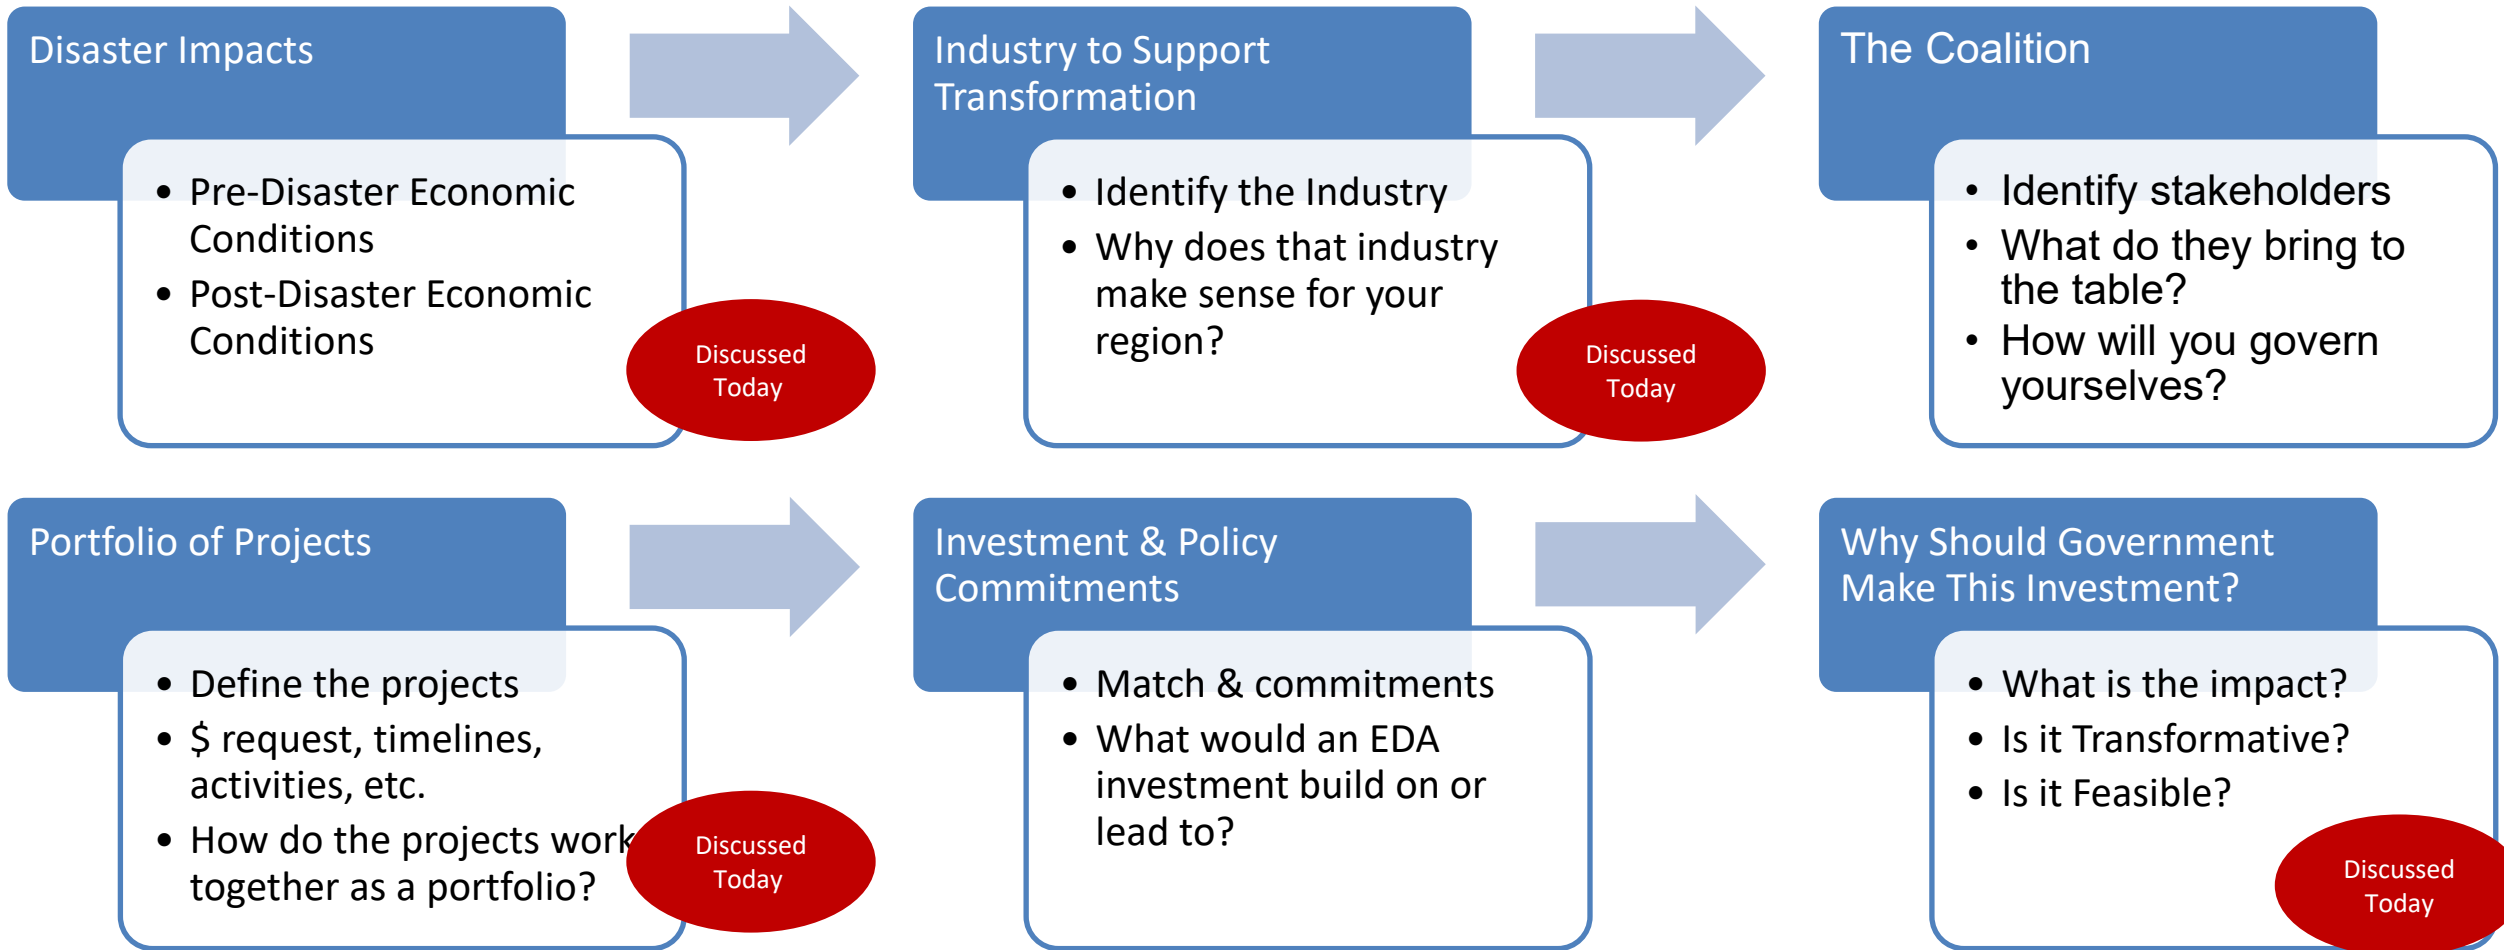 Disaster Impacts
• Pre-Disaster Economic
Conditions
• Post-Disaster Economic
Conditions
Discussed
Today
Industry to Support
Transformation
• Identify the Industry
• Why does that industry
make sense for your
region?
Discussed
Today
The Coalition
• Identify stakeholders
• What do they bring to
the table?
• How will you govern
yourselves?
Portfolio of Projects
• Define the projects
• $ request, timelines,
activities, etc.
• How do the projects work
together as a portfolio?
Discussed
Today
Investment & Policy
Commitments
• Match & commitments
• What would an EDA
investment build on or
lead to?
Why Should Government
Make This Investment?
• What is the impact?
• Is it Transformative?
• Is it Feasible?
Discussed
Today